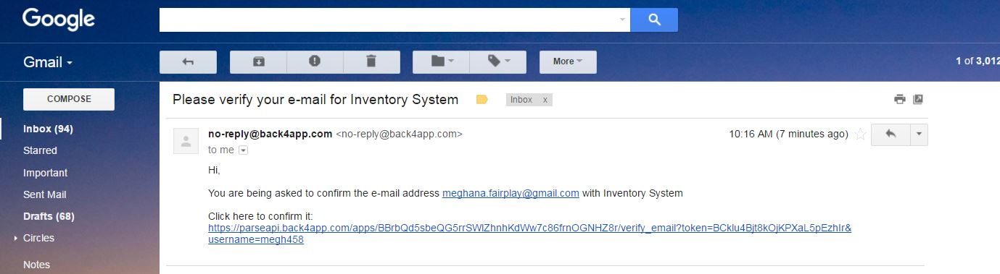 Google
Gmail
More
1 of 3,012
COMPOSE
Please verify your e-mail for Inventory System
Inbox x
Inbox (94)
no-reply@back4app.com <no-reply@back4app.com>
10:16 AM (7 minutes ago)
Starred
to me
Hi,
Important
Sent Mail
You are being asked to confirm the e-mail address meghana.fairplay@gmail.com with Inventory System
Drafts (68)
Click here to confirm it:
https://parseapi.back4app.com/apps/BBrbQd5sbeQG5rrSWlZhnhKdWw7c86frnOGNHZ8r/verify_email?token=BCklu4Bjt8kOjKPXaL5pEzhIr&
username=megh458
Circles
Notes